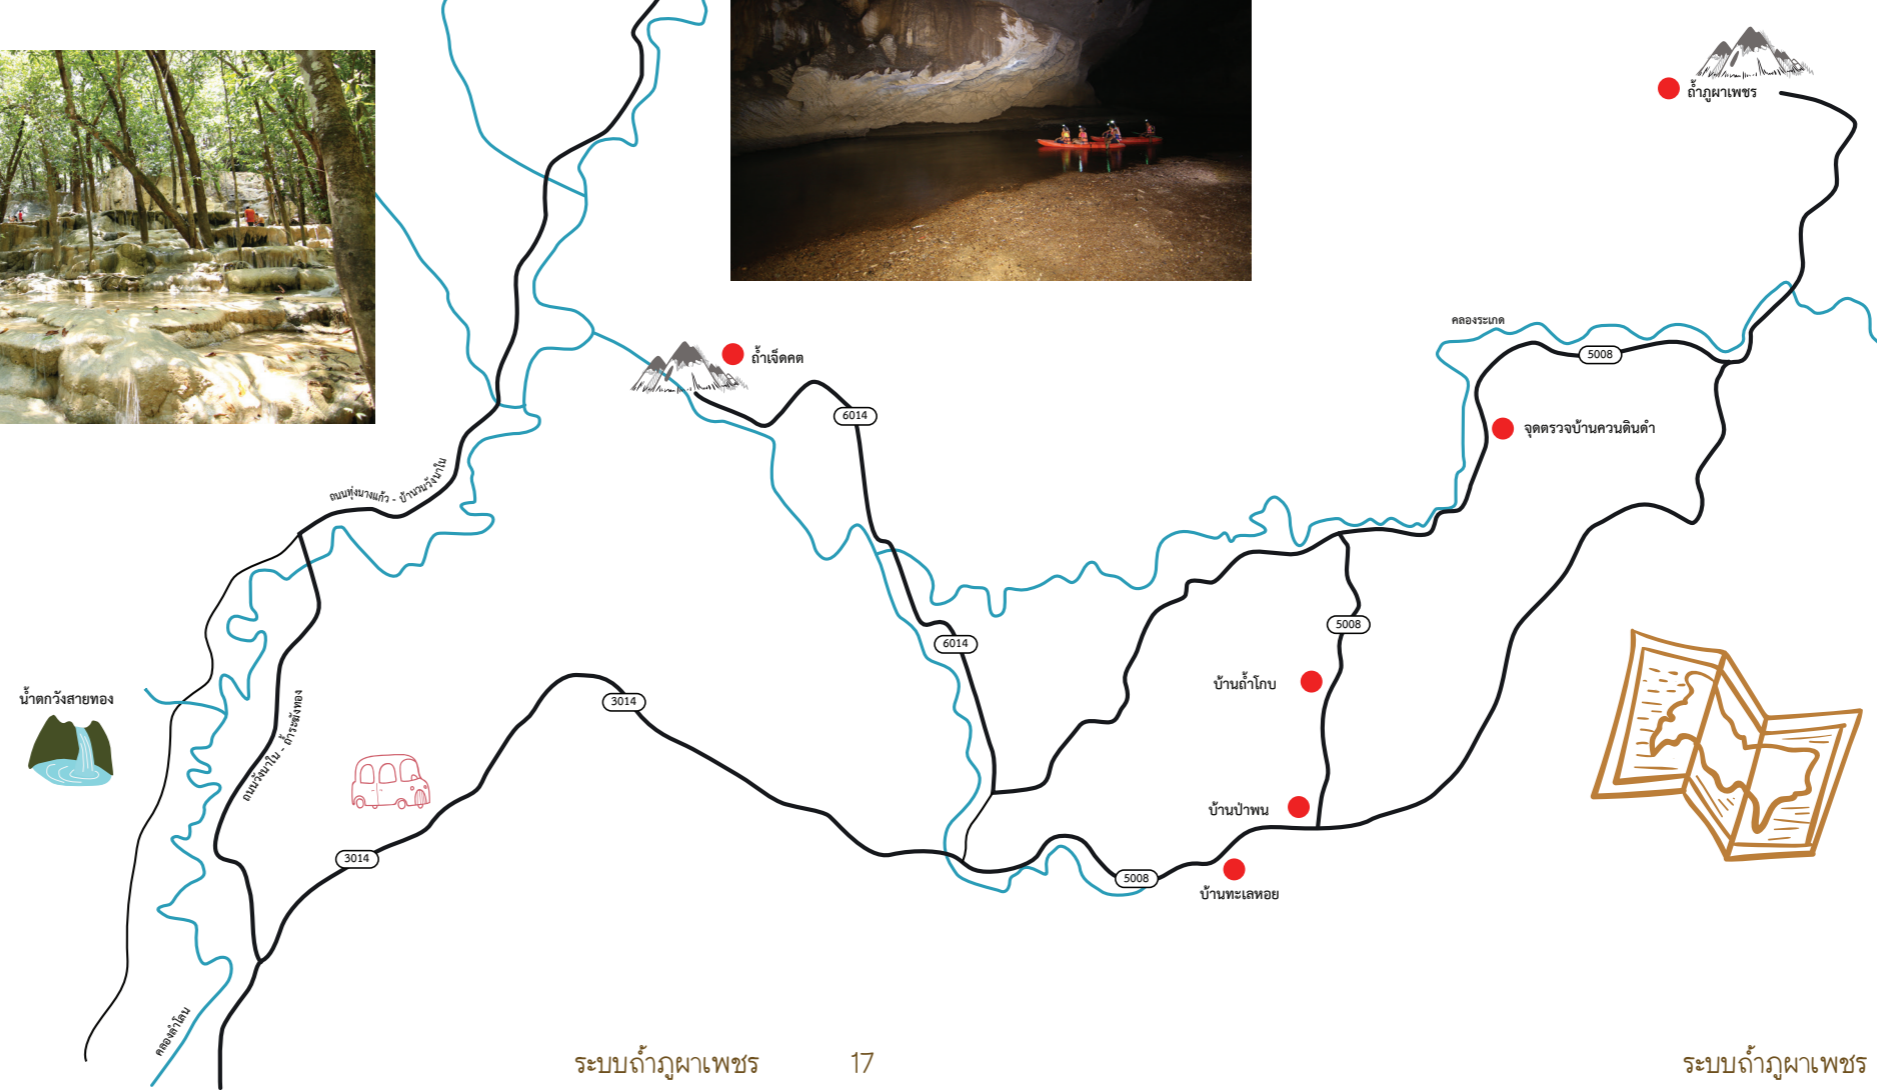 ถ้ำภูผาเพชร
คลองระเกด
5008
ถ้ำเจ็ดคต
6014
จุดตรวจบ้านควนดินดำ
ถนนทุ่งนางแก้ว - บ้านวังนาใน
5008
6014
บ้านถ้ำโกบ
น้ำตกวังสายทอง
3014
ถนนวังนาใน - ถ้ำระฆังทอง
บ้านป่าพน
3014
5008
บ้านทะเลหอย
คลองลำโลน
ระบบถ้ำภูผาเพชร 17
ระบบถ้ำภูผาเพชร